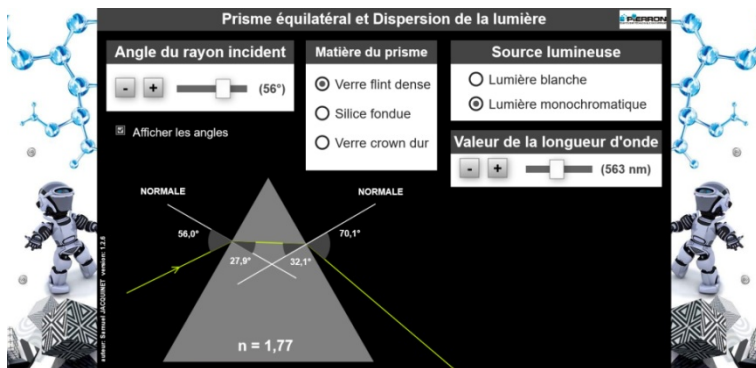 Prisme équilatéral et Dispersion de la lumière
PIERRON
Angle du rayon incident
- + (56°)
Afficher les angles
Matière du prisme
Verre flint dense
Silice fondue
Verre crown dur
Source lumineuse
Lumière blanche
Lumière monochromatique
Valeur de la longueur d'onde
- + (563 nm)
NORMALE
NORMALE
56,0°
70,1°
27,9°
32,1°
n = 1,77
auteur: Samuel JACQUINET version: 1.2.6